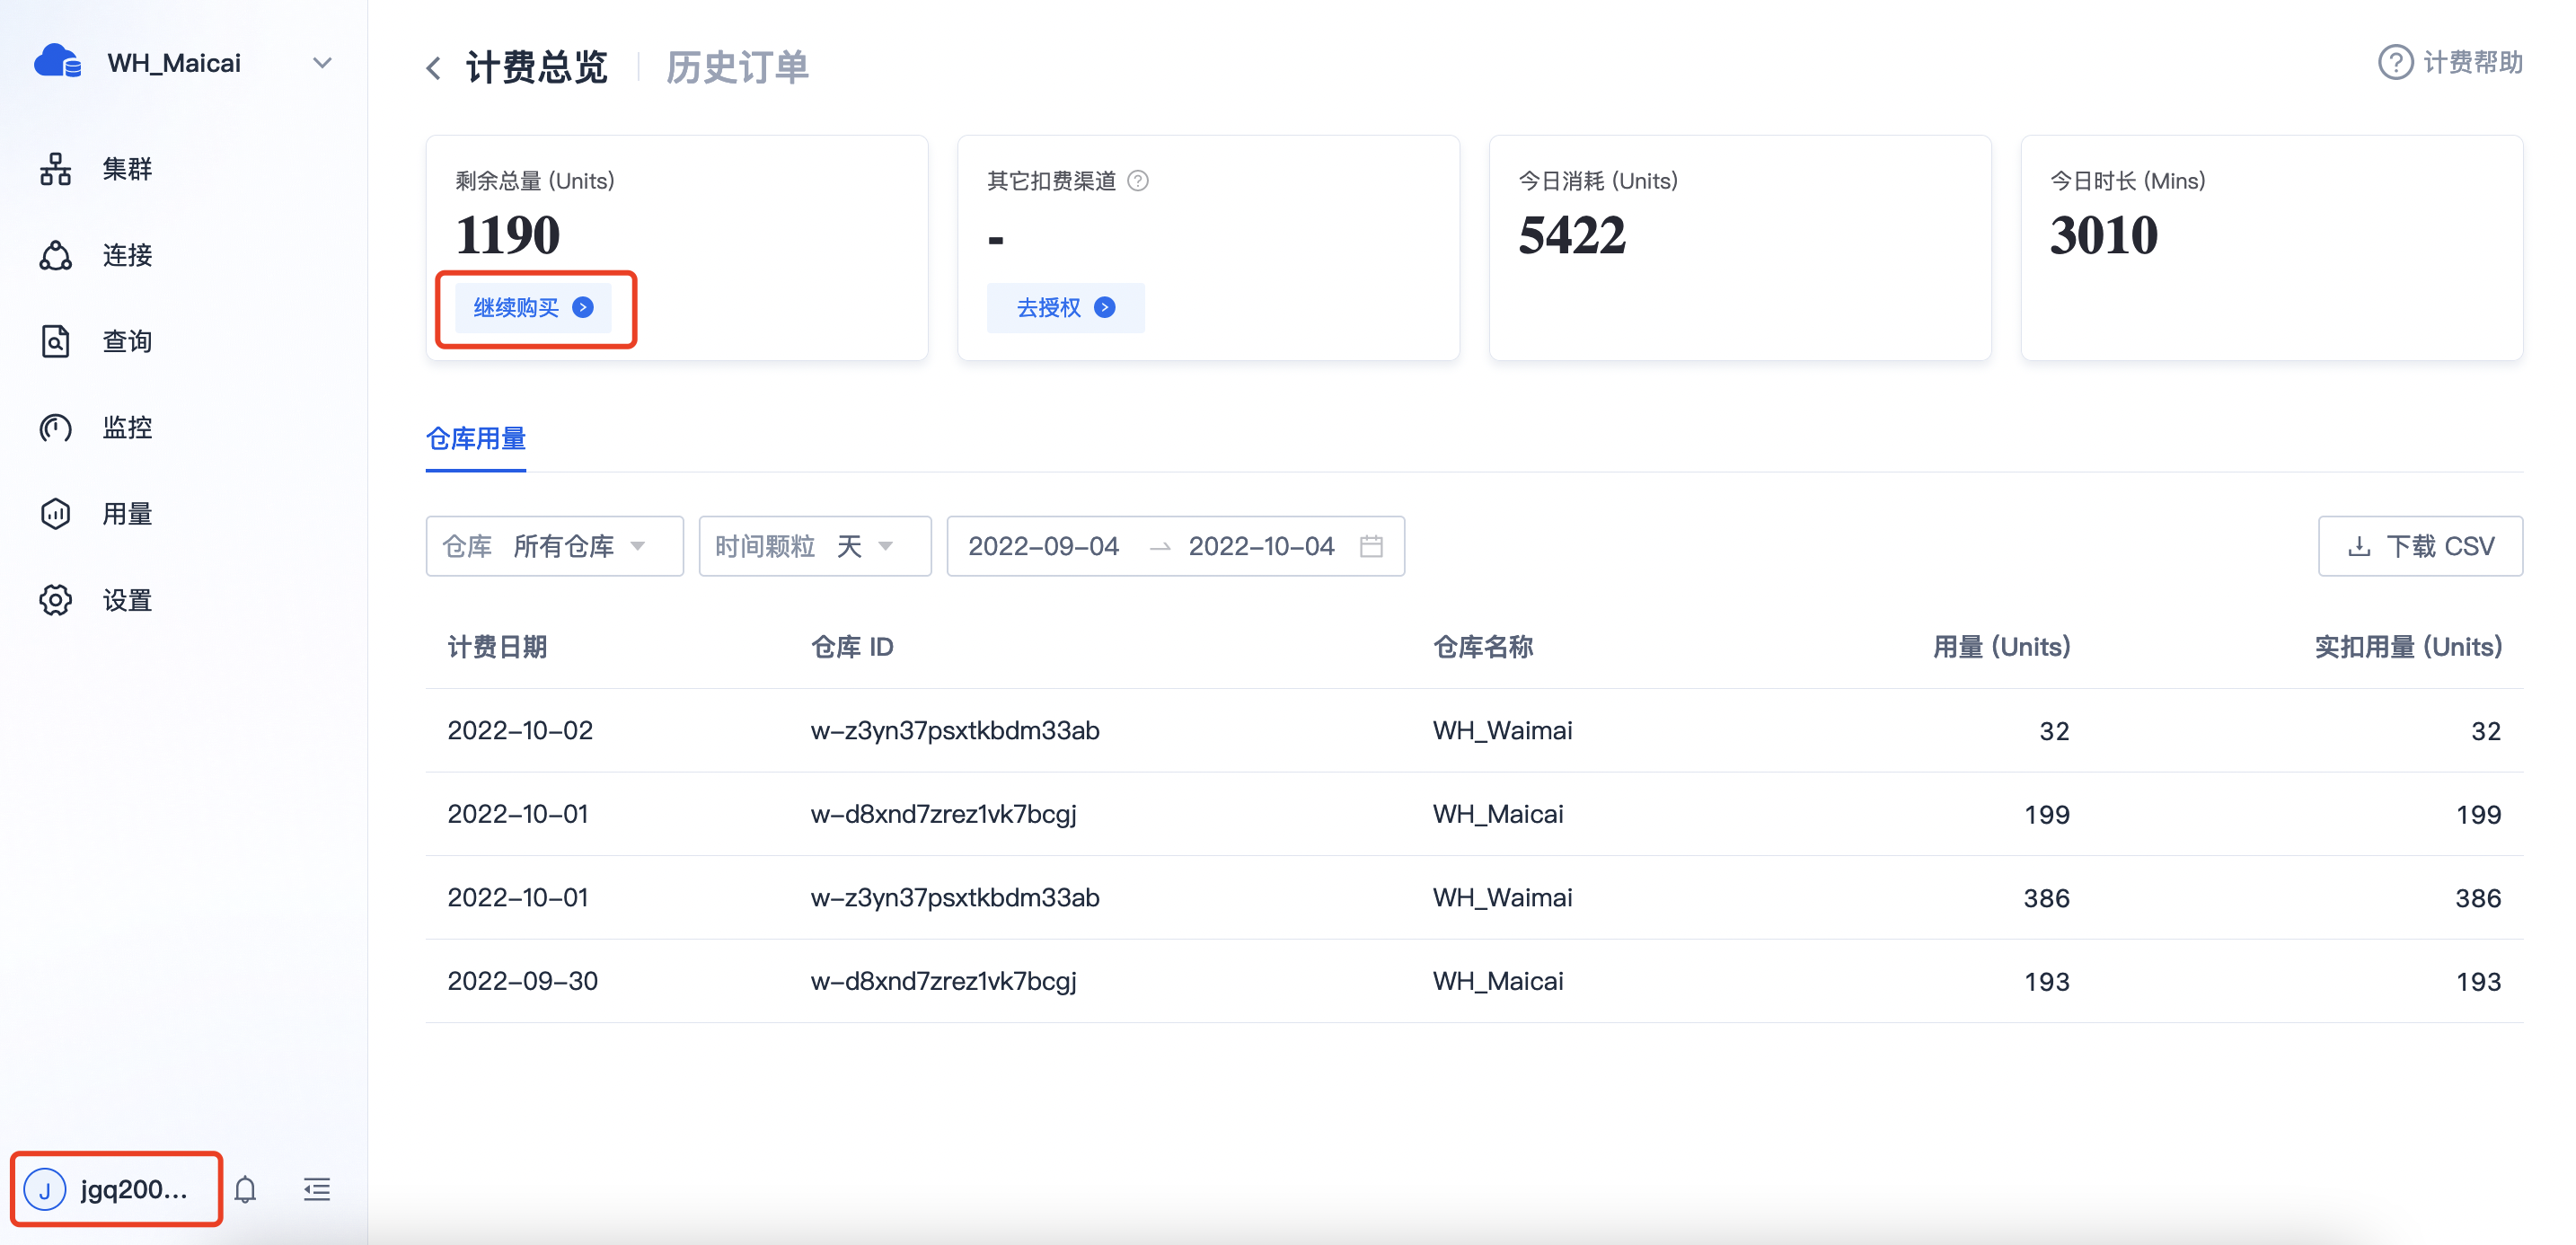 WH_Maicai
集群
连接
查询
监控
用量
设置
J jgq200...
计费总览 历史订单
计费帮助
剩余总量 (Units)
1190
继续购买
其它扣费渠道
-
去授权
今日消耗 (Units)
5422
今日时长 (Mins)
3010
仓库用量
仓库 所有仓库 时间颗粒 天 2022-09-04 → 2022-10-04 下载 CSV
计费日期 仓库 ID 仓库名称 用量 (Units) 实扣用量 (Units)
2022-10-02 w-z3yn37psxtkbdm33ab WH_Waimai 32 32
2022-10-01 w-d8xnd7zrez1vk7bcgj WH_Maicai 199 199
2022-10-01 w-z3yn37psxtkbdm33ab WH_Waimai 386 386
2022-09-30 w-d8xnd7zrez1vk7bcgj WH_Maicai 193 193